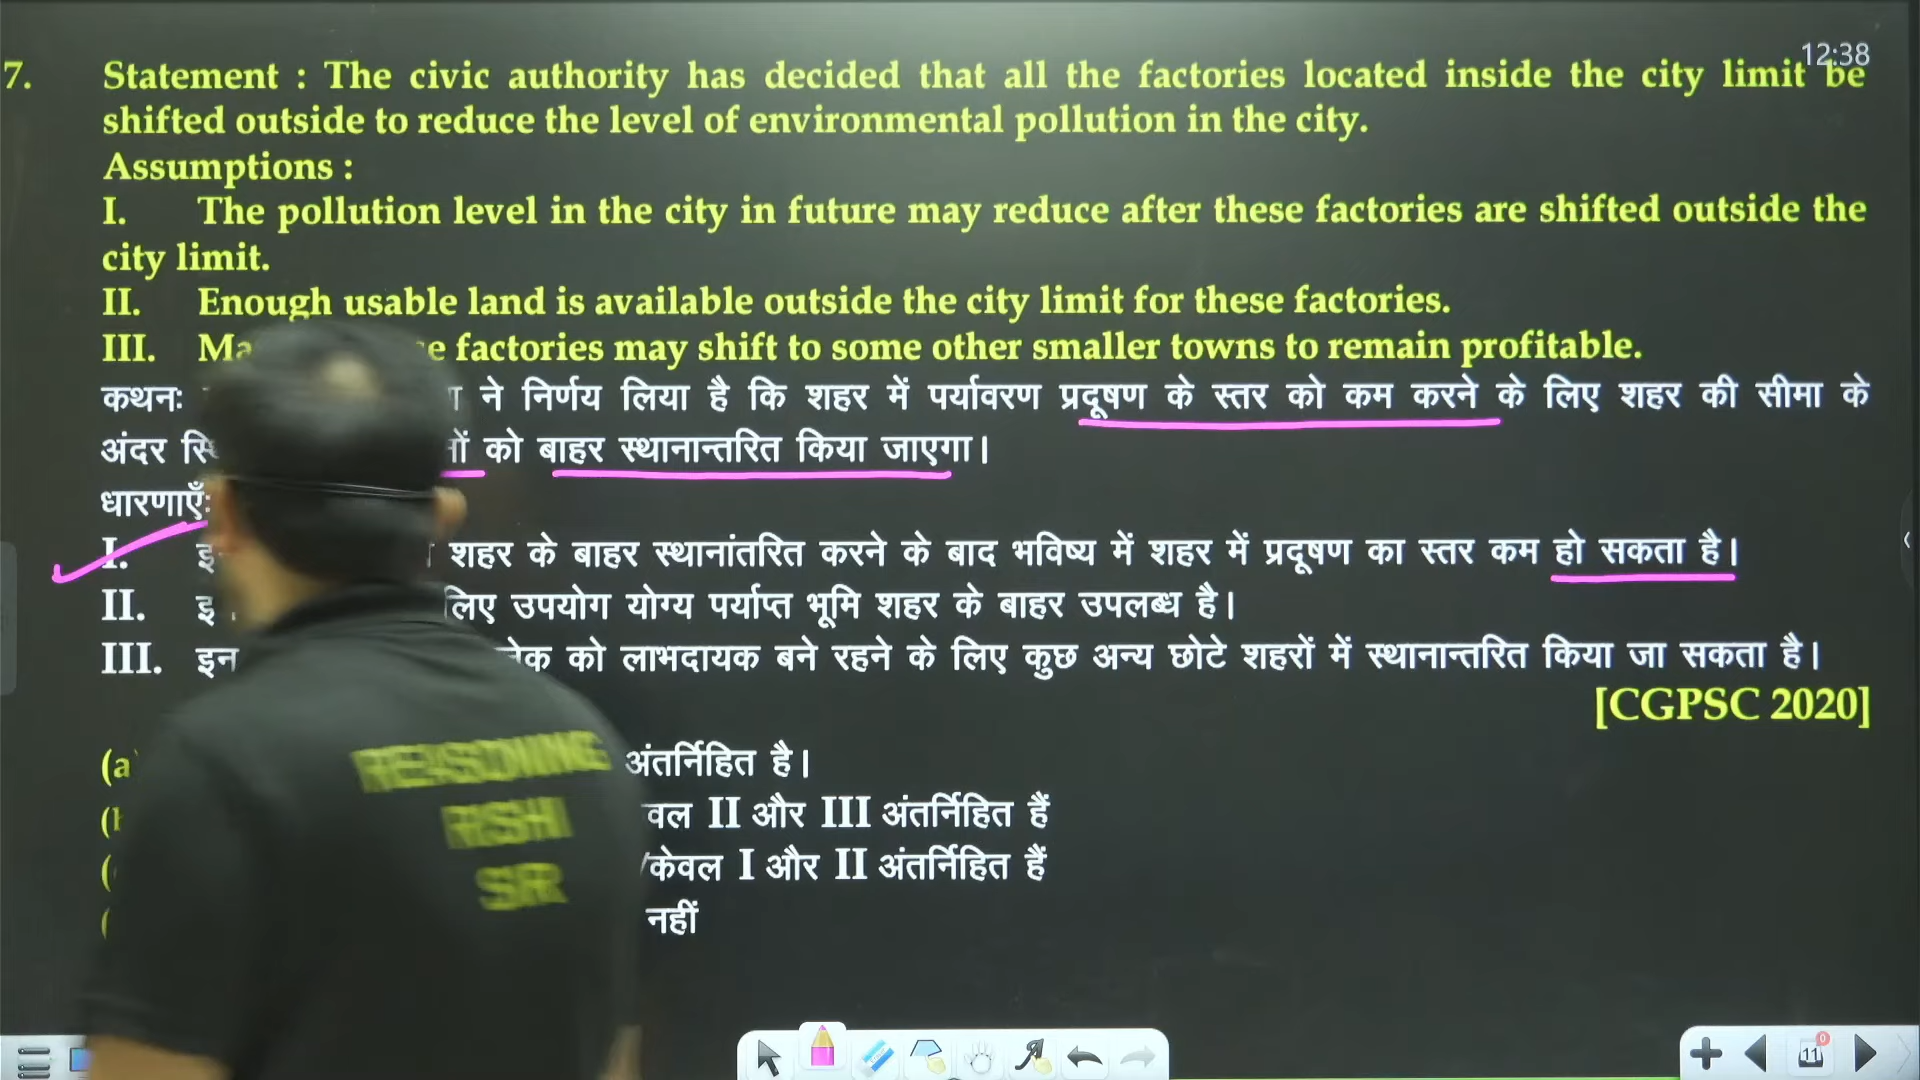 12:38
7. Statement : The civic authority has decided that all the factories located inside the city limit be
shifted outside to reduce the level of environmental pollution in the city.
Assumptions :
I. The pollution level in the city in future may reduce after these factories are shifted outside the
city limit.
II. Enough usable land is available outside the city limit for these factories.
III. factories may shift to some other smaller towns to remain profitable.
कथनः ने निर्णय लिया है कि शहर में पर्यावरण प्रदूषण के स्तर को कम करने के लिए शहर की सीमा के
अंदर को बाहर स्थानान्तरित किया जाएगा।
धारणाएँः
I. शहर के बाहर स्थानांतरित करने के बाद भविष्य में शहर में प्रदूषण का स्तर कम हो सकता है।
II. लिए उपयोग योग्य पर्याप्त भूमि शहर के बाहर उपलब्ध है।
III. को लाभदायक बने रहने के लिए कुछ अन्य छोटे शहरों में स्थानान्तरित किया जा सकता है।
[CGPSC 2020]
(a) अंतर्निहित है।
II और III अंतर्निहित हैं
/केवल I और II अंतर्निहित हैं
नहीं
REASONING
RISHI
SIR
11
0